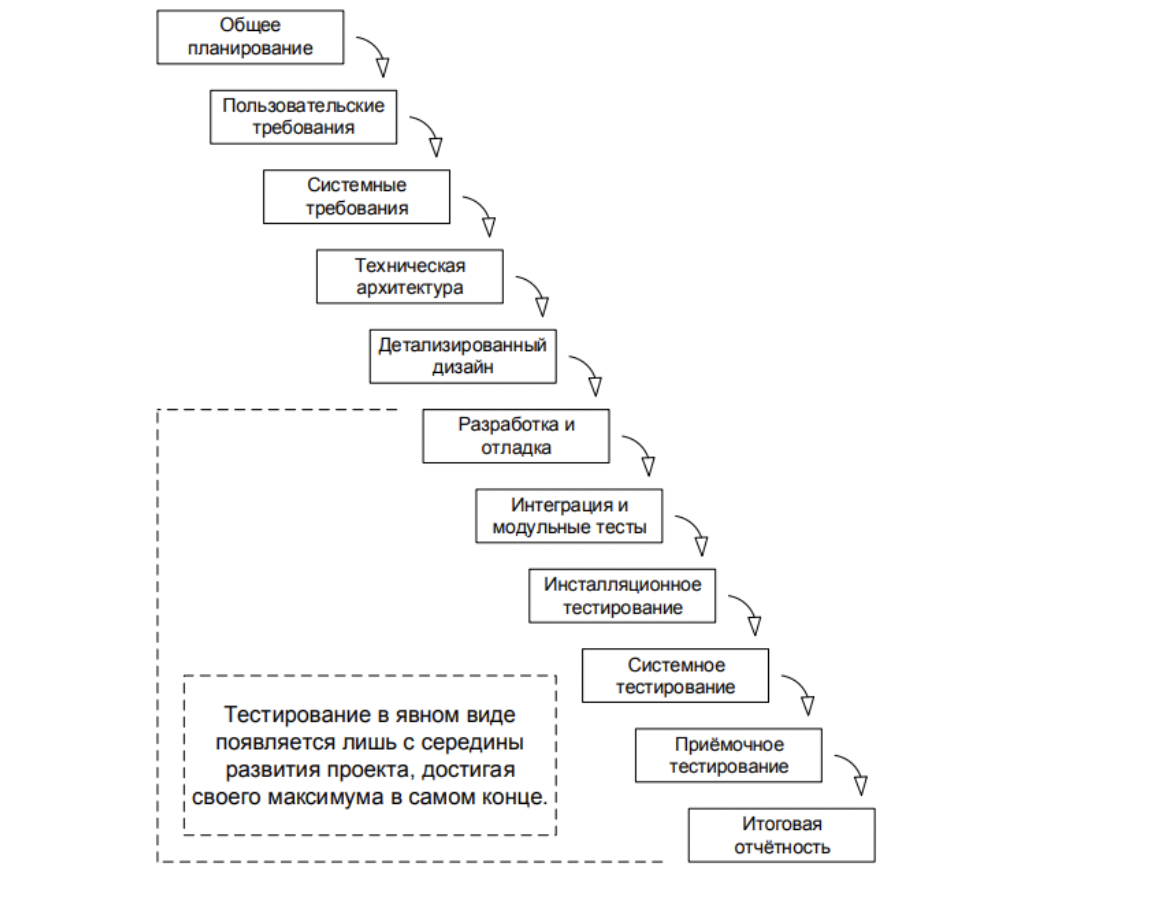 Общее
планирование
Пользовательские
требования
Системные
требования
Техническая
архитектура
Детализированный
дизайн
Разработка и
отладка
Интеграция и
модульные тесты
Инсталляционное
тестирование
Системное
тестирование
Тестирование в явном виде
появляется лишь с середины
развития проекта, достигая
своего максимума в самом конце.
Приёмочное
тестирование
Итоговая
отчётность